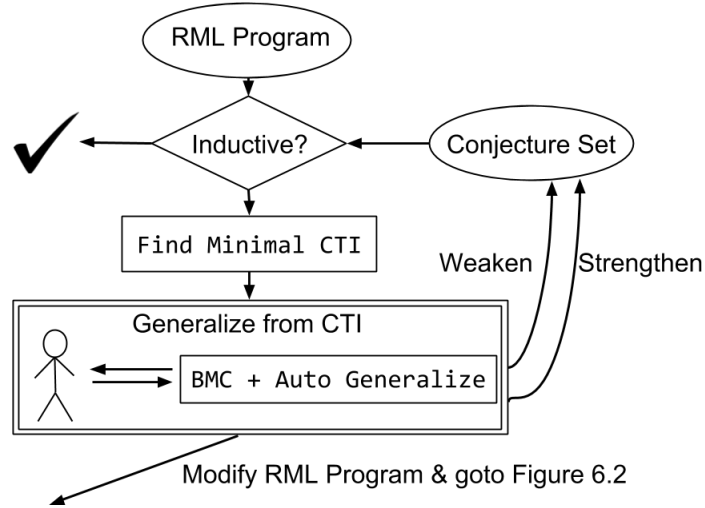 RML Program
Inductive?
Conjecture Set
Find Minimal CTI
Weaken
Strengthen
Generalize from CTI
BMC + Auto Generalize
Modify RML Program & goto Figure 6.2